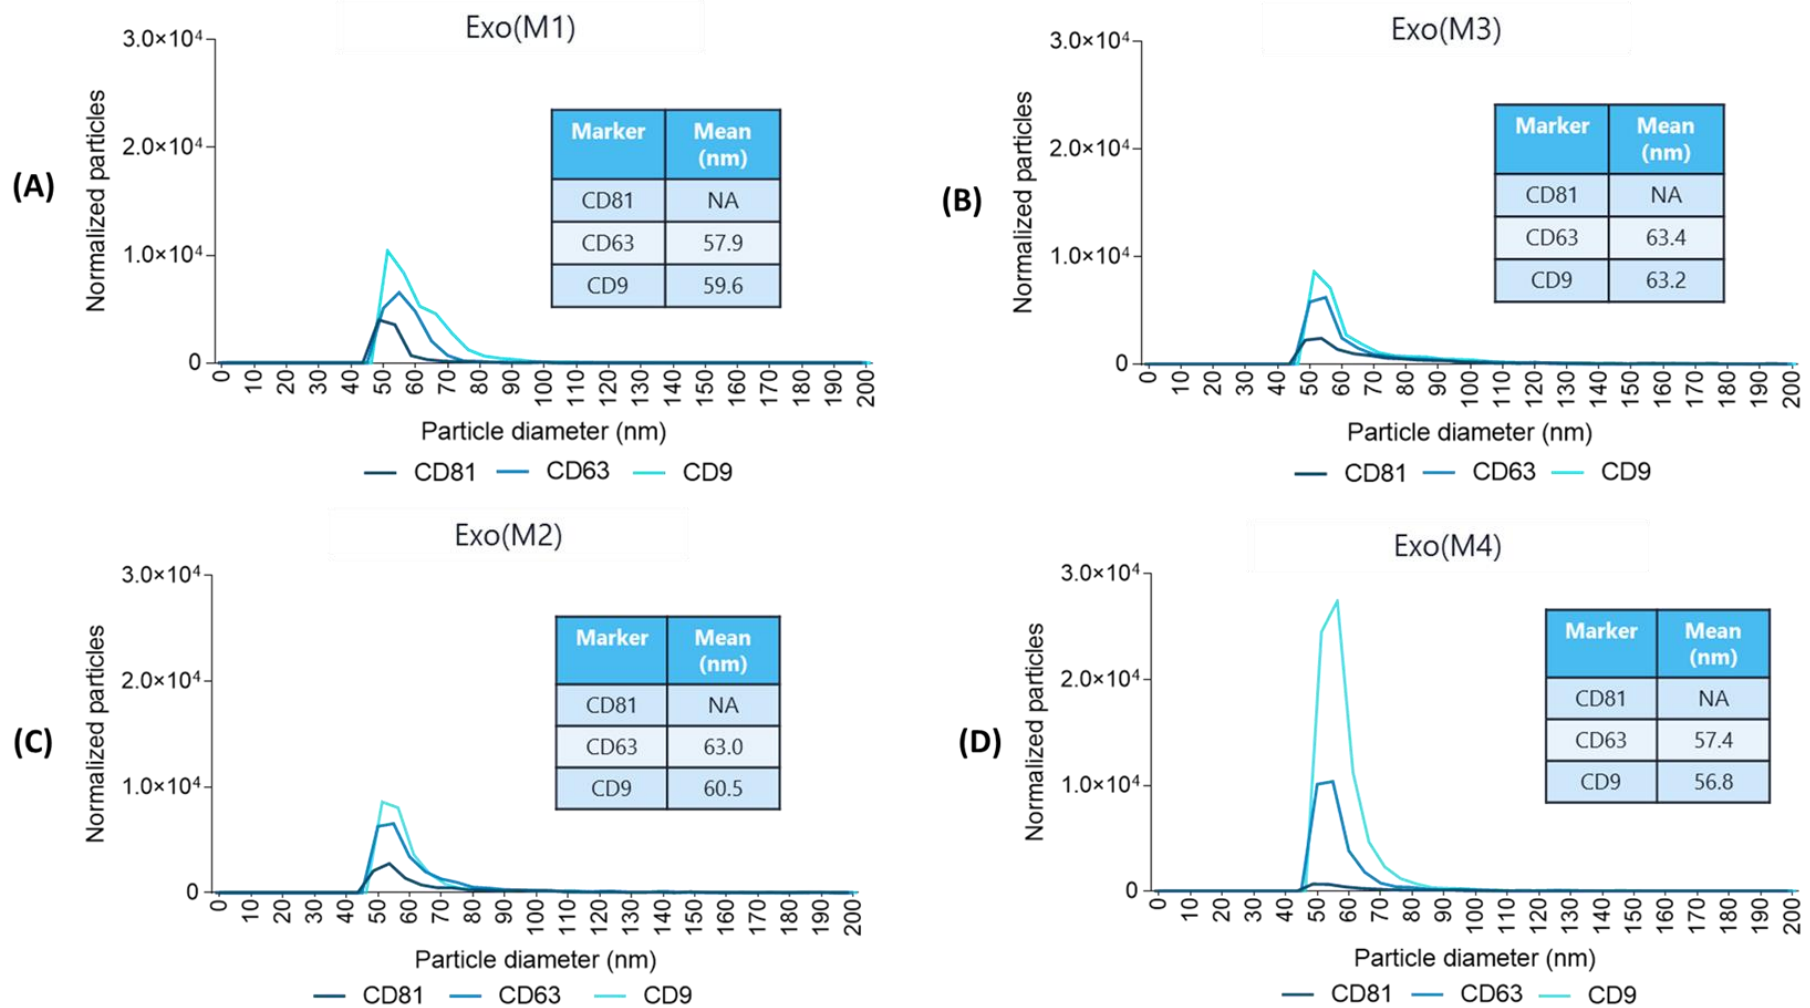 (A)
Exo(M1)
Normalized particles
3.0×10⁴
2.0×10⁴
1.0×10⁴
0
0 10 20 30 40 50 60 70 80 90 100 110 120 130 140 150 160 170 180 190 200
Particle diameter (nm)
CD81 CD63 CD9
Marker Mean
(nm)
CD81 NA
CD63 57.9
CD9 59.6
(B)
Exo(M3)
Normalized particles
3.0×10⁴
2.0×10⁴
1.0×10⁴
0
0 10 20 30 40 50 60 70 80 90 100 110 120 130 140 150 160 170 180 190 200
Particle diameter (nm)
CD81 CD63 CD9
Marker Mean
(nm)
CD81 NA
CD63 63.4
CD9 63.2
(C)
Exo(M2)
Normalized particles
3.0×10⁴
2.0×10⁴
1.0×10⁴
0
0 10 20 30 40 50 60 70 80 90 100 110 120 130 140 150 160 170 180 190 200
Particle diameter (nm)
CD81 CD63 CD9
Marker Mean
(nm)
CD81 NA
CD63 63.0
CD9 60.5
(D)
Exo(M4)
Normalized particles
3.0×10⁴
2.0×10⁴
1.0×10⁴
0
0 10 20 30 40 50 60 70 80 90 100 110 120 130 140 150 160 170 180 190 200
Particle diameter (nm)
CD81 CD63 CD9
Marker Mean
(nm)
CD81 NA
CD63 57.4
CD9 56.8